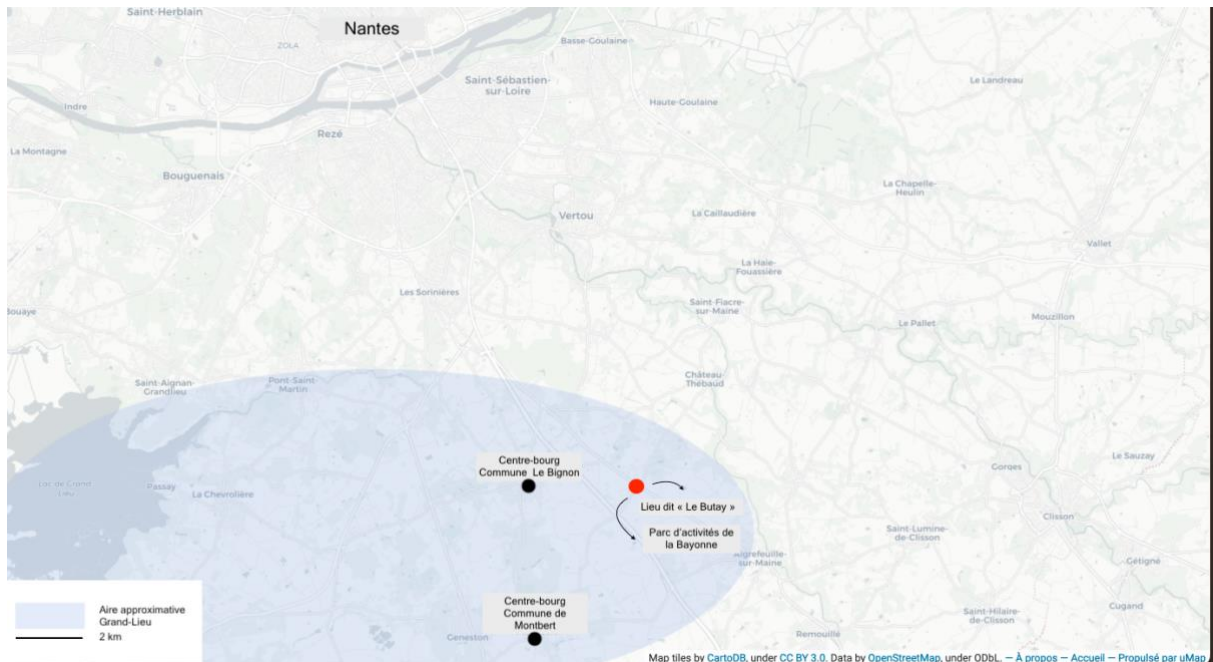 Saint-Herblain
Nantes
ZOLA
Basse-Goulaine
Saint-Sébastien-
sur-Loire
Le Landreau
Indre
Haute-Goulaine
Rezé
La Montagne
Bouguenais
La Chapelle-
Heulin
Vertou
La Caillaudière
Vallet
La Haie-
Fouassière
Les Sorinières
Saint-Fiacre-
sur-Maine
Bouaye
Le Pallet
Mouzillon
Château-
Thébaud
Saint-Aignan-
Grandlieu
Pont-Saint-
Martin
Centre-bourg
Commune Le Bignon
Le Sauzay
Gorges
Lac de Grand
Lieu
Passay
La Chevrolière
Lieu dit « Le Butay »
Clisson
Saint-Lumine-
de-Clisson
Parc d'activités de
la Bayonne
Aigrefeuille-
sur-Maine
Gétigné
Centre-bourg
Commune de
Montbert
Aire approximative
Grand-Lieu
2 km
Cugand
Saint-Hilaire-
de-Clisson
Geneston
Remouillé
Map tiles by CartoDB, under CC BY 3.0. Data by OpenStreetMap, under ODbL. — À propos — Accueil — Propulsé par uMap